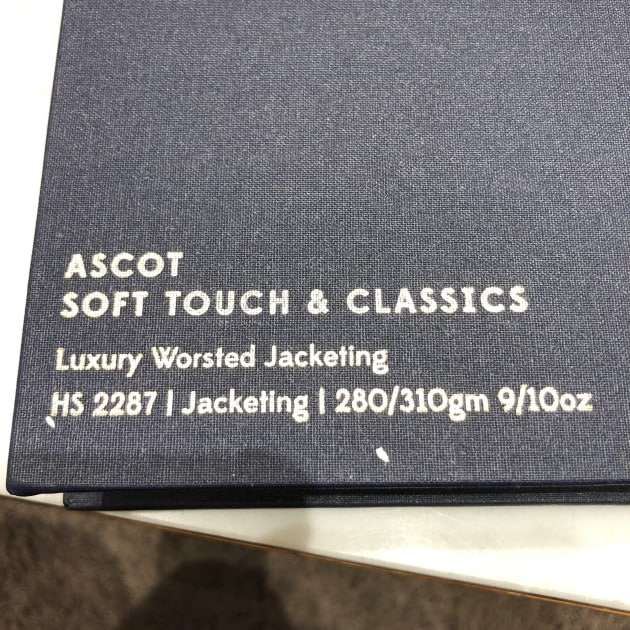 ASCOT
SOFT TOUCH & CLASSICS
Luxury Worsted Jacketing
HS 2287 | Jacketing | 280/310gm 9/10oz